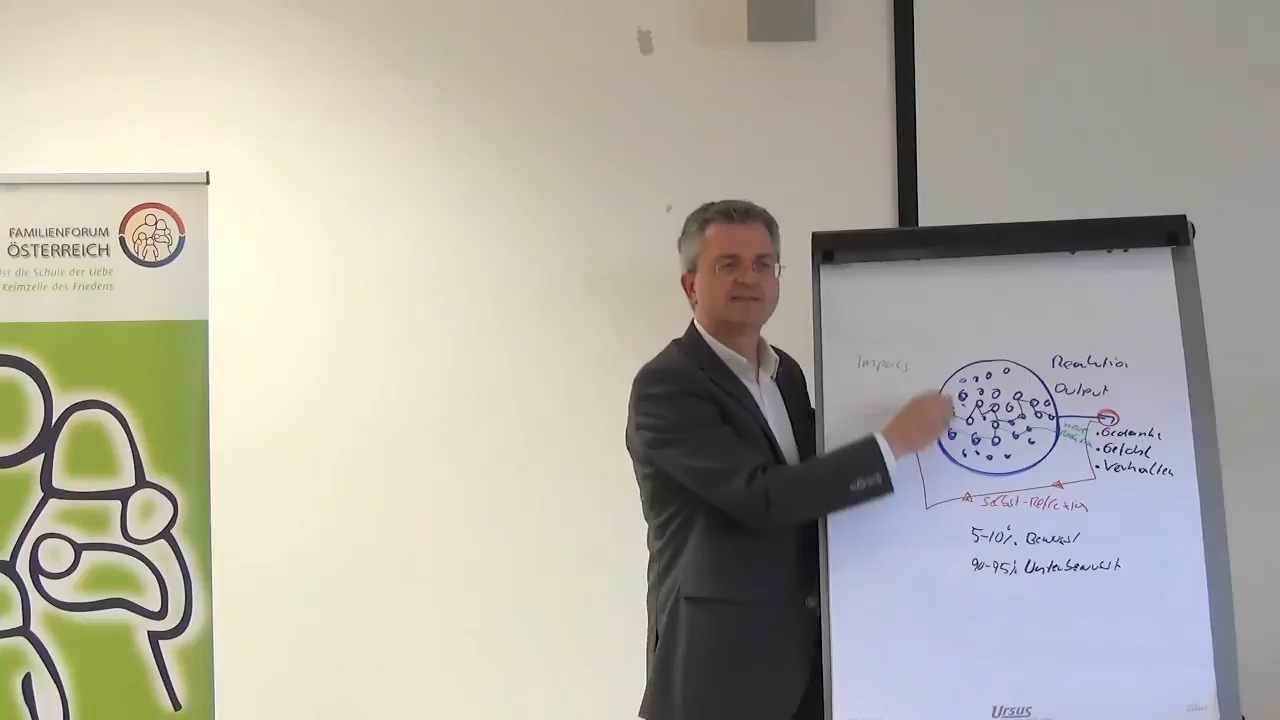 FAMILIENFORUM
ÖSTERREICH
ist die Schule der Liebe
Keimzelle des Friedens
Impuls
Reaktion
Output
• Gedanke
• Gefühl
• Verhalten
Selbst-Reflexion
5-10% Bewusst
90-95% Unterbewusst
Ursus